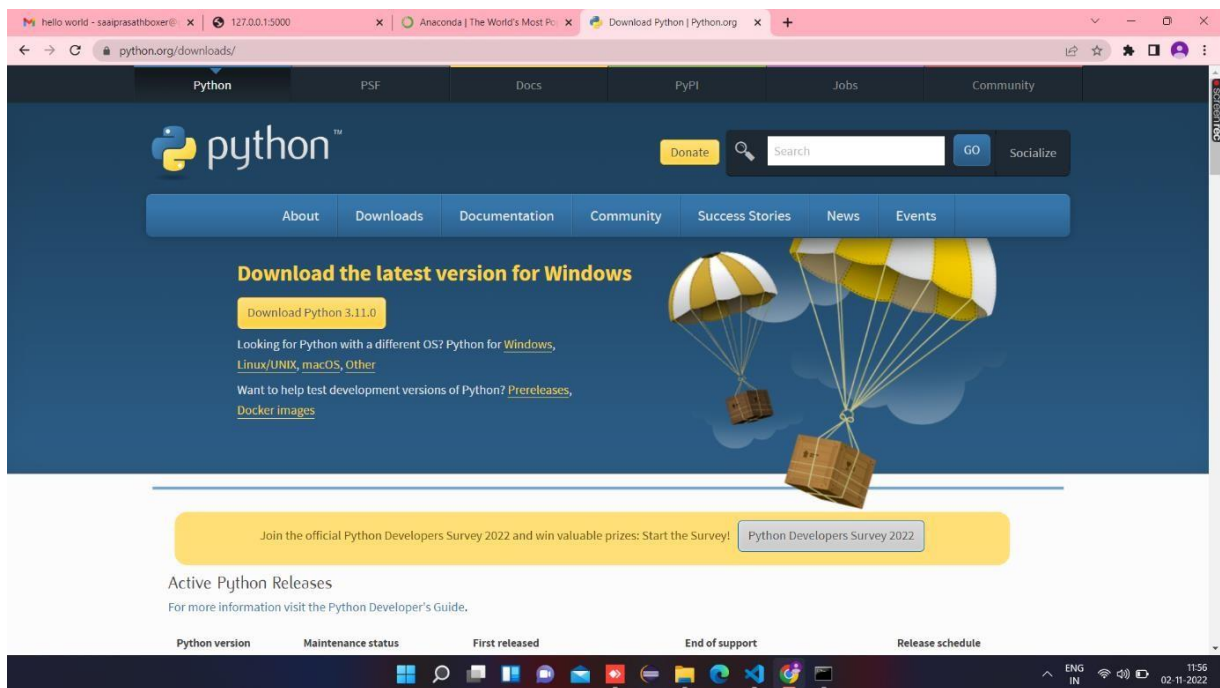 hello world - saaiprasathboxer@
127.0.0.1:5000
Anaconda | The World's Most Po
Download Python | Python.org
python.org/downloads/
Python
PSF
Docs
PyPI
Jobs
Community
python™
Donate
Search
GO
Socialize
About
Downloads
Documentation
Community
Success Stories
News
Events
Download the latest version for Windows
Download Python 3.11.0
Looking for Python with a different OS? Python for Windows,
Linux/UNIX, macOS, Other
Want to help test development versions of Python? Prereleases,
Docker images
Join the official Python Developers Survey 2022 and win valuable prizes: Start the Survey!
Python Developers Survey 2022
Active Python Releases
For more information visit the Python Developer's Guide.
Python version
Maintenance status
First released
End of support
Release schedule
screenrec
ENG
IN
11:56
02-11-2022